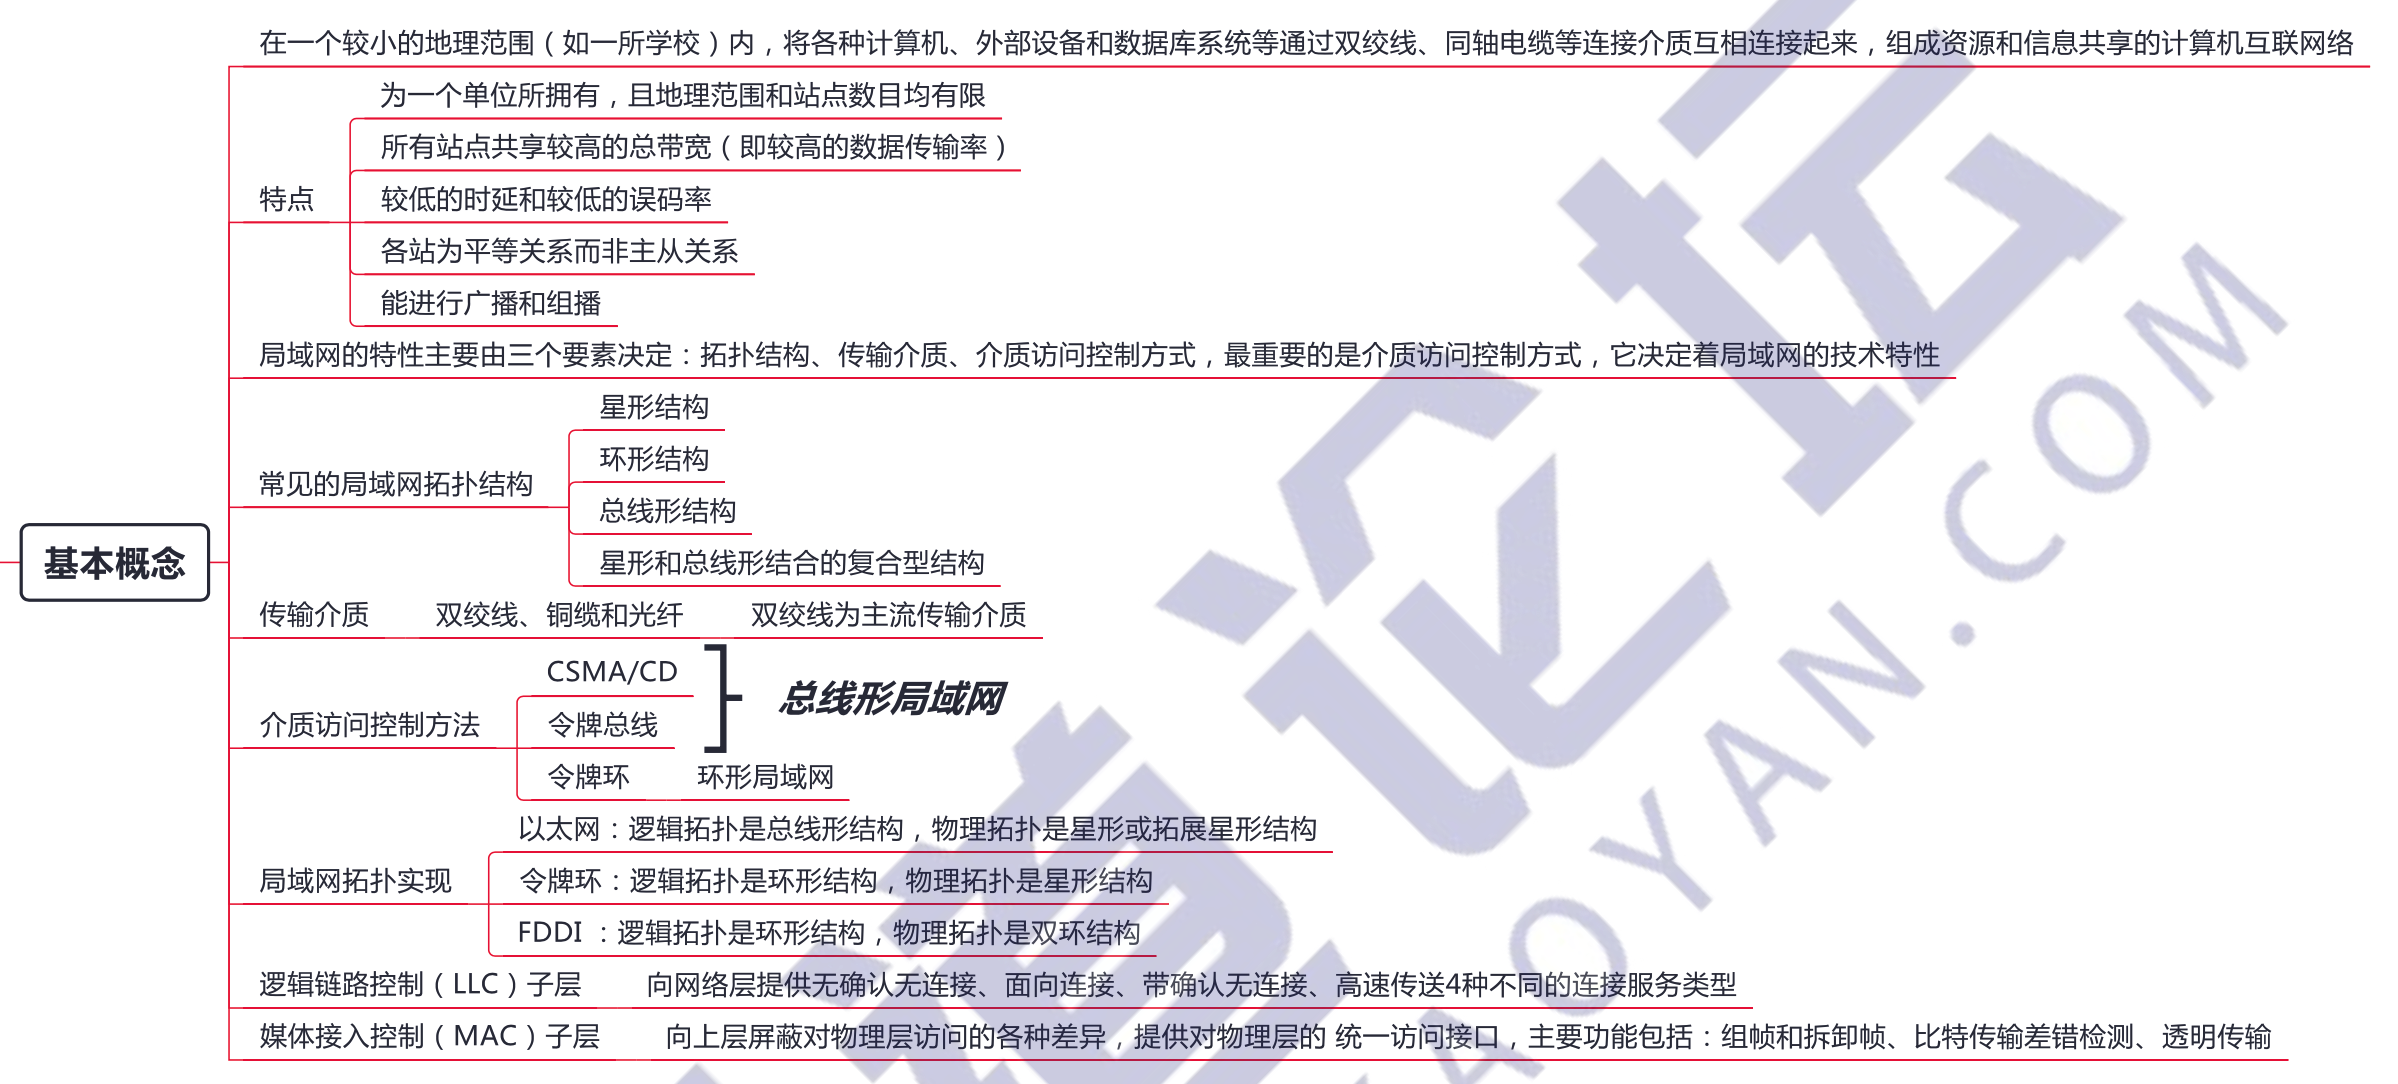 在一个较小的地理范围（如一所学校）内，将各种计算机、外部设备和数据库系统等通过双绞线、同轴电缆等连接介质互相连接起来，组成资源和信息共享的计算机互联网络
为一个单位所拥有，且地理范围和站点数目均有限
所有站点共享较高的总带宽（即较高的数据传输率）
特点
较低的时延和较低的误码率
各站为平等关系而非主从关系
能进行广播和组播
局域网的特性主要由三个要素决定：拓扑结构、传输介质、介质访问控制方式，最重要的是介质访问控制方式，它决定着局域网的技术特性
星形结构
环形结构
常见的局域网拓扑结构
总线形结构
星形和总线形结合的复合型结构
基本概念
传输介质 双绞线、铜缆和光纤 双绞线为主流传输介质
CSMA/CD
总线形局域网
介质访问控制方法
令牌总线
令牌环 环形局域网
以太网：逻辑拓扑是总线形结构，物理拓扑是星形或拓展星形结构
局域网拓扑实现
令牌环：逻辑拓扑是环形结构，物理拓扑是星形结构
FDDI ：逻辑拓扑是环形结构，物理拓扑是双环结构
逻辑链路控制（LLC）子层 向网络层提供无确认无连接、面向连接、带确认无连接、高速传送4种不同的连接服务类型
媒体接入控制（MAC）子层 向上层屏蔽对物理层访问的各种差异，提供对物理层的 统一访问接口，主要功能包括：组帧和拆卸帧、比特传输差错检测、透明传输
道论坛
AOYAN.COM